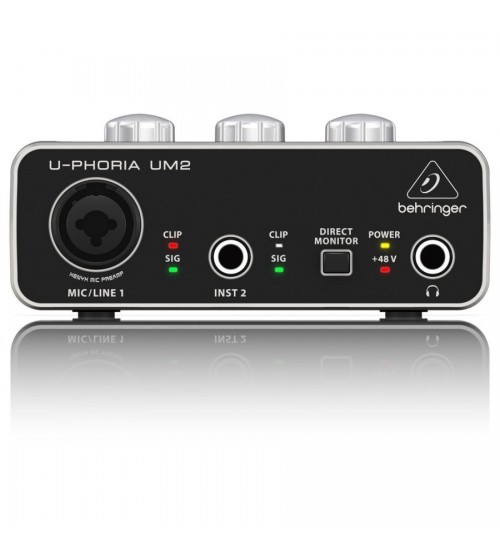 U-PHORIA UM2
behringer
CLIP
SIG
CLIP
SIG
DIRECT
MONITOR
POWER
+48 V
XENYX MIC PREAMP
MIC/LINE 1
INST 2